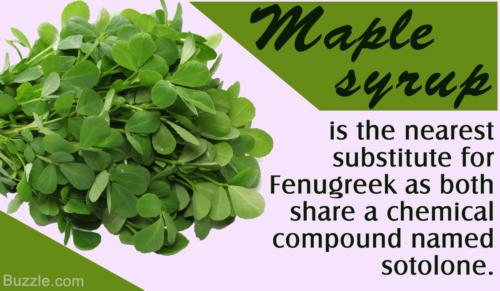 Maple
syrup
is the nearest
substitute for
Fenugreek as both
share a chemical
compound named
sotolone.
Buzzle.com